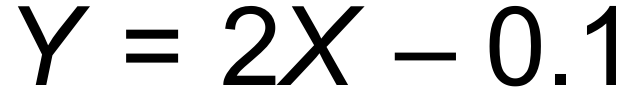 Y = 2X – 0.1